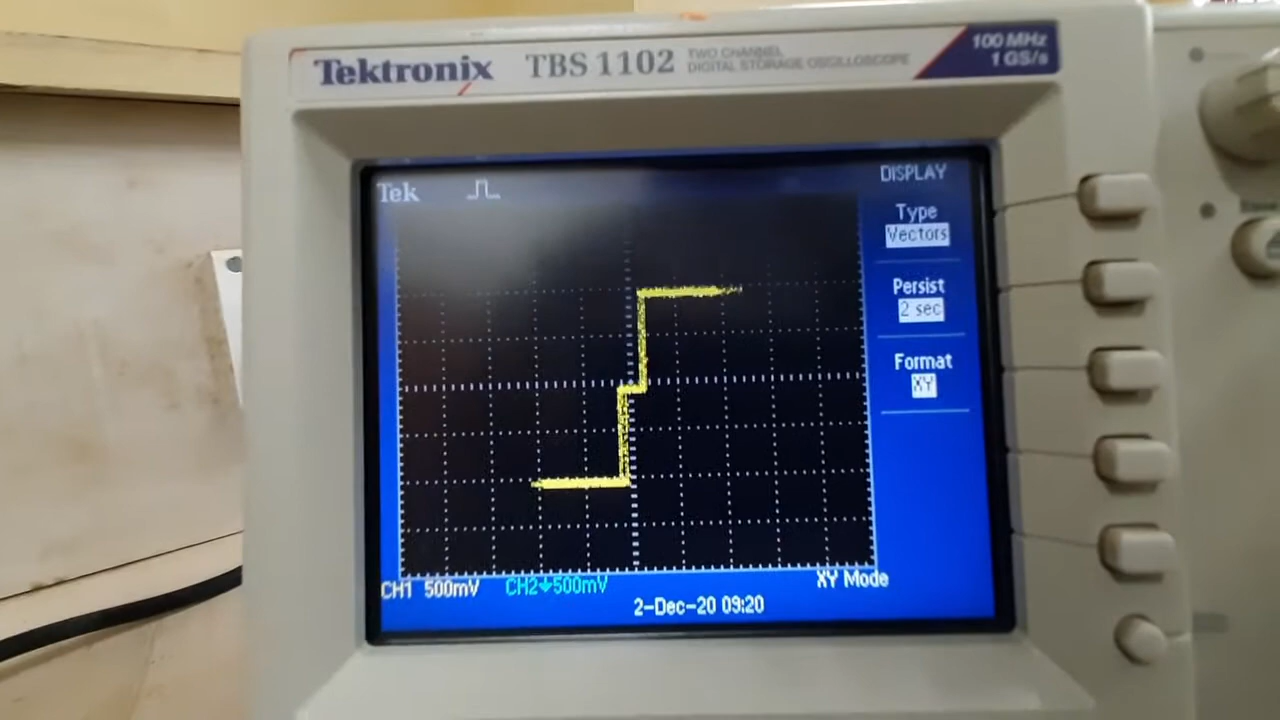 Tektronix TBS 1102 TWO CHANNEL DIGITAL STORAGE OSCILLOSCOPE 100 MHz 1 GS/s
Tek
DISPLAY
Type
Vectors
Persist
2 sec
Format
XY
CH1 500mV CH2 500mV XY Mode
2-Dec-20 09:20